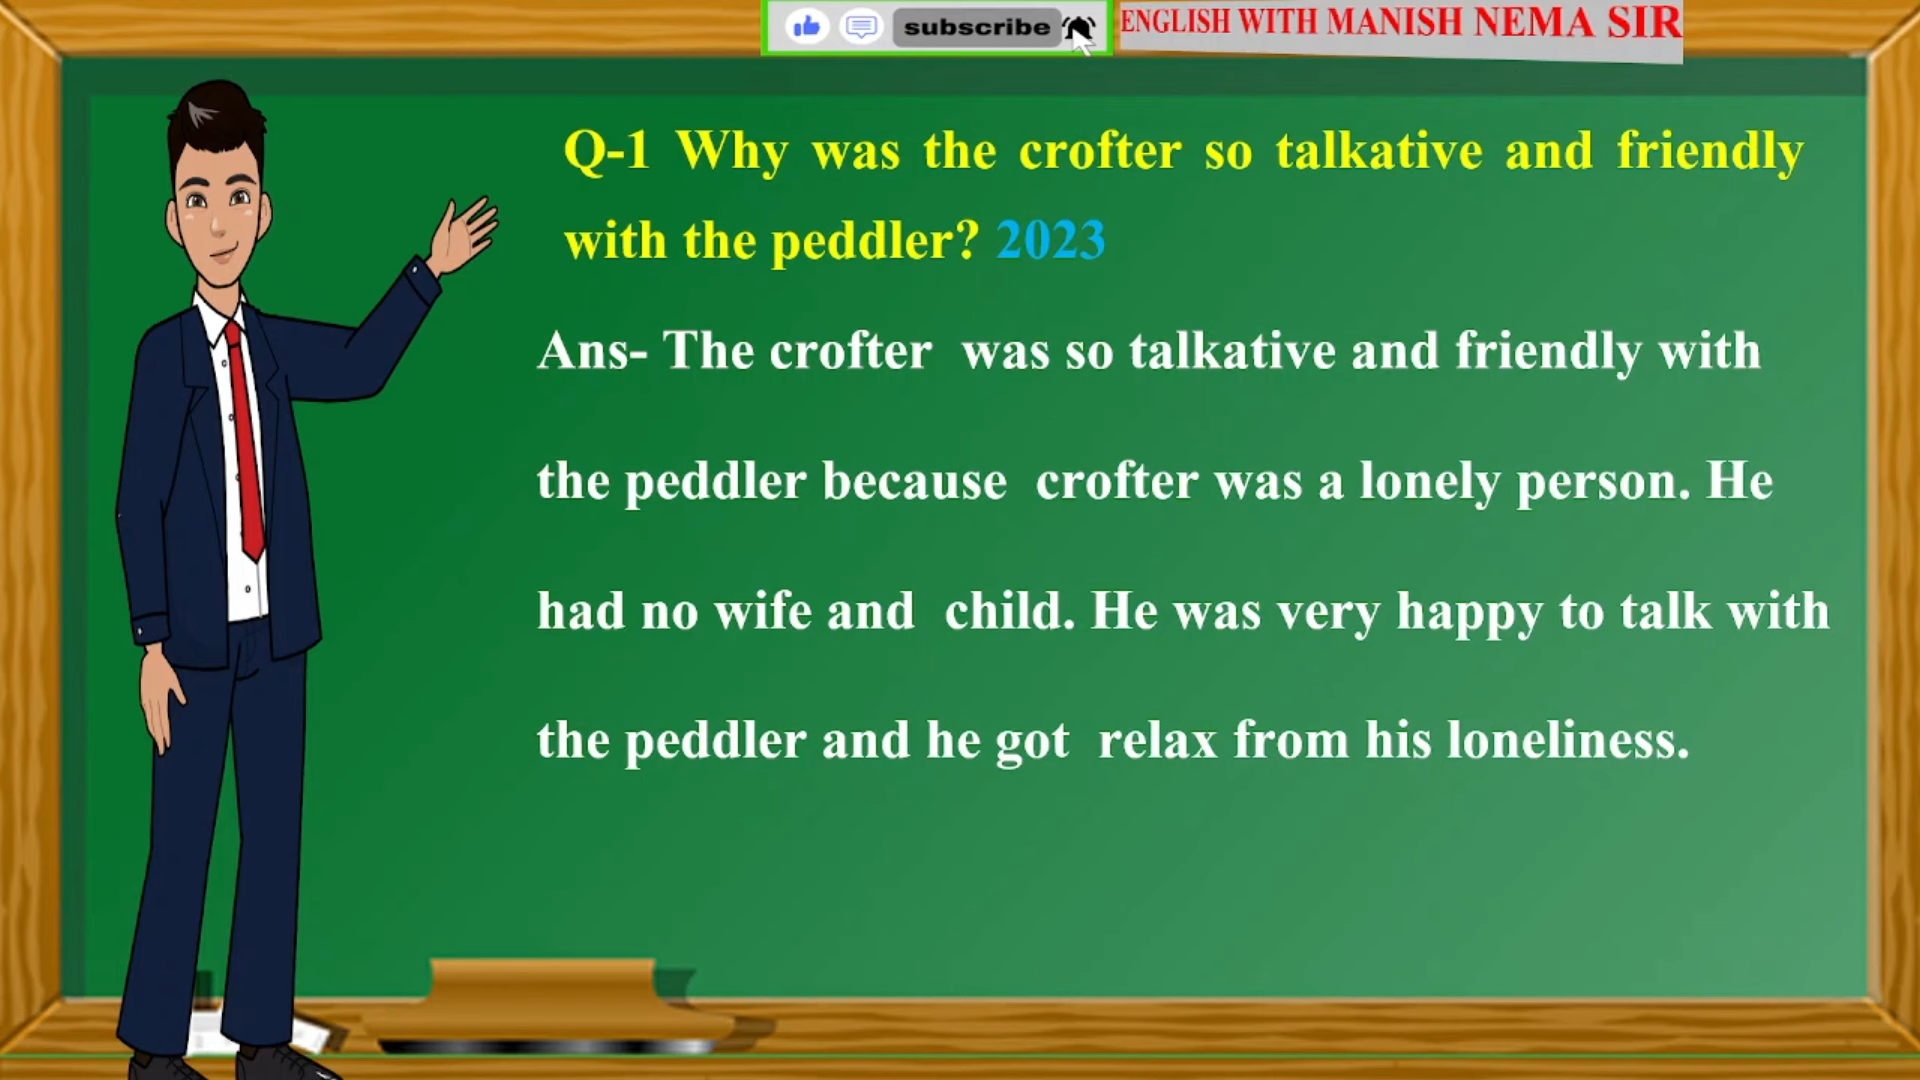 subscribe
ENGLISH WITH MANISH NEMA SIR
Q-1 Why was the crofter so talkative and friendly
with the peddler? 2023
Ans- The crofter was so talkative and friendly with
the peddler because crofter was a lonely person. He
had no wife and child. He was very happy to talk with
the peddler and he got relax from his loneliness.